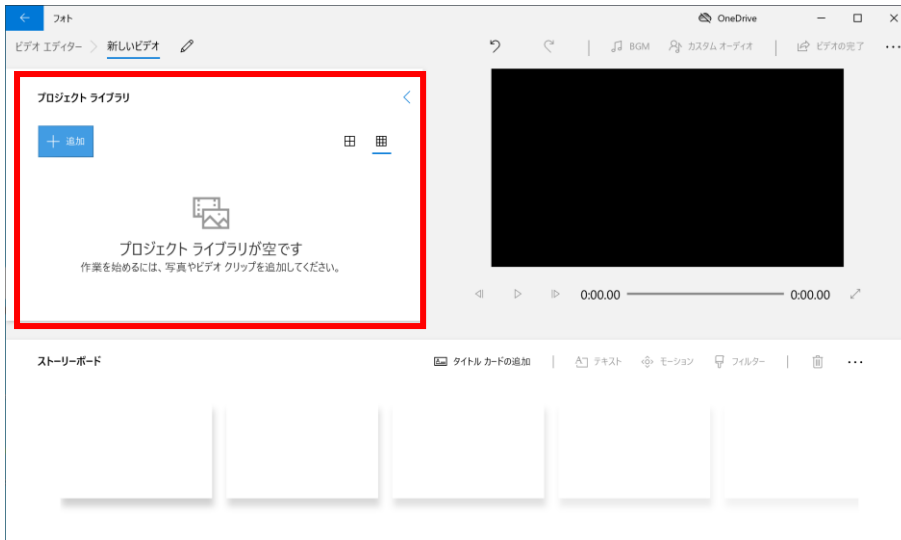 フォト
OneDrive
ビデオ エディター
新しいビデオ
BGM
カスタム オーディオ
ビデオの完了
プロジェクト ライブラリ
追加
プロジェクト ライブラリが空です
作業を始めるには、写真やビデオ クリップを追加してください。
0:00.00
0:00.00
ストーリーボード
タイトル カードの追加
テキスト
モーション
フィルター